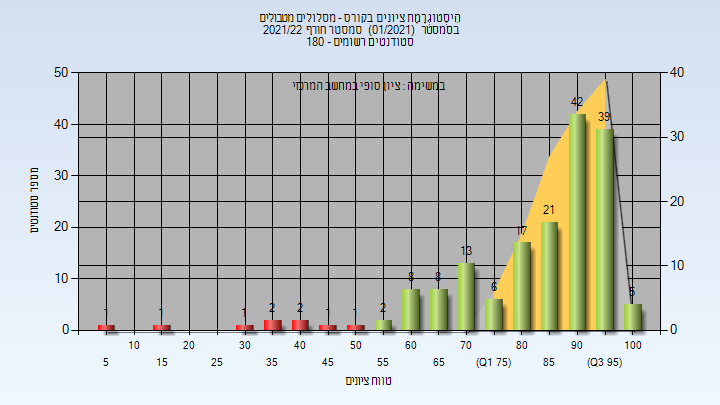 היסטוגרמת ציונים בקורס - מסלולים מטבולים
בסמסטר (01/2021) סמסטר חורף 2021/22
סטודנטים רשומים - 180
במשימה : ציון סופי במחשב המרכזי
50 40
40 30
30 20
20 10
10 0
0
מספר סטודנטים
1 1 1 2 2 1 1 2 8 8 13 6 17 21 42 39 5
10 20 30 40 50 60 70 80 90 100
5 15 25 35 45 55 65 (Q1 75) 85 (Q3 95)
טווח ציונים